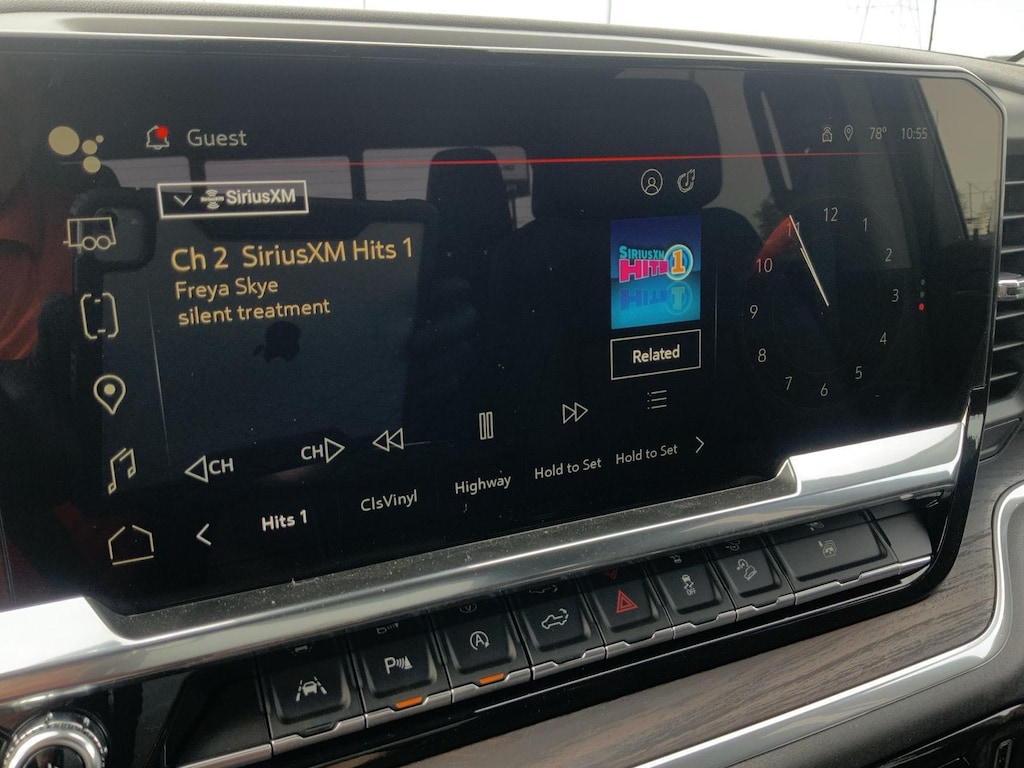 Guest
78° 10:55
SiriusXM
Ch 2 SiriusXM Hits 1
Freya Skye
silent treatment
SIRIUSXM
HITS 1
Related
12
1
2
3
4
5
6
7
8
9
10
11
CH
CH
Hits 1
ClsVinyl
Highway
Hold to Set
Hold to Set
P
A
OFF